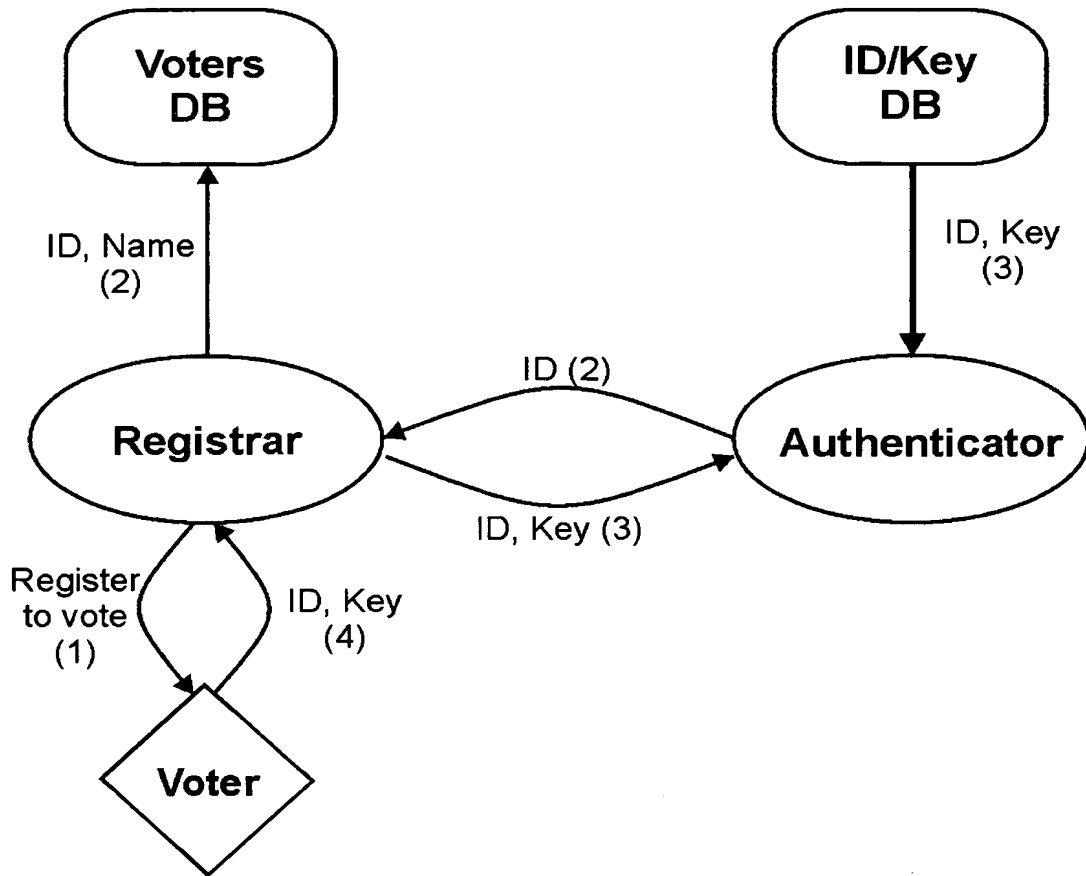 Voters
DB
ID/Key
DB
ID, Name
(2)
ID, Key
(3)
ID (2)
Registrar
Authenticator
ID, Key (3)
Register
to vote
(1)
ID, Key
(4)
Voter